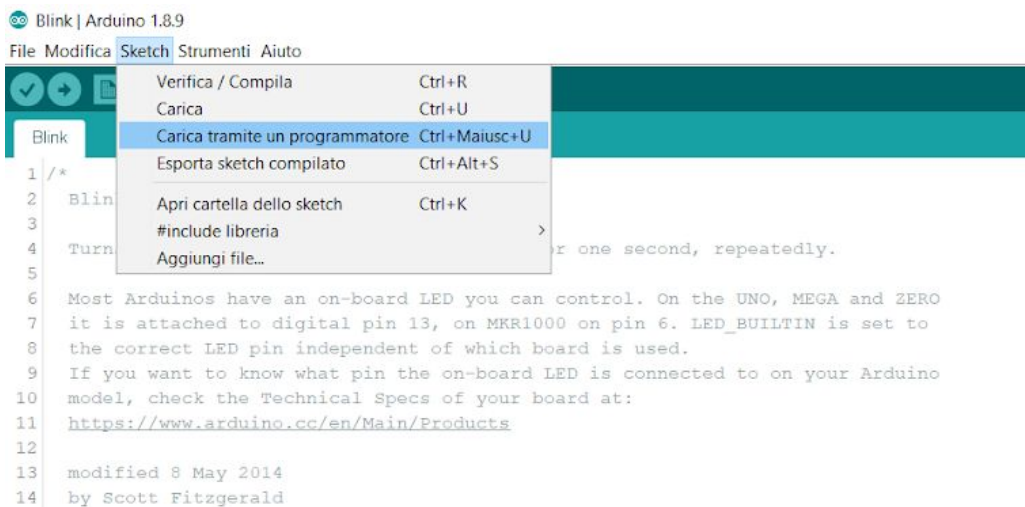 Blink | Arduino 1.8.9
File Modifica Sketch Strumenti Aiuto
Verifica / Compila Ctrl+R
Carica Ctrl+U
Carica tramite un programmatore Ctrl+Maiusc+U
Esporta sketch compilato Ctrl+Alt+S
Apri cartella dello sketch Ctrl+K
#include libreria
Aggiungi file...
Blink
1 /*
2 Blin
3
4 Turn r one second, repeatedly.
5
6 Most Arduinos have an on-board LED you can control. On the UNO, MEGA and ZERO
7 it is attached to digital pin 13, on MKR1000 on pin 6. LED_BUILTIN is set to
8 the correct LED pin independent of which board is used.
9 If you want to know what pin the on-board LED is connected to on your Arduino
10 model, check the Technical Specs of your board at:
11 https://www.arduino.cc/en/Main/Products
12
13 modified 8 May 2014
14 by Scott Fitzgerald